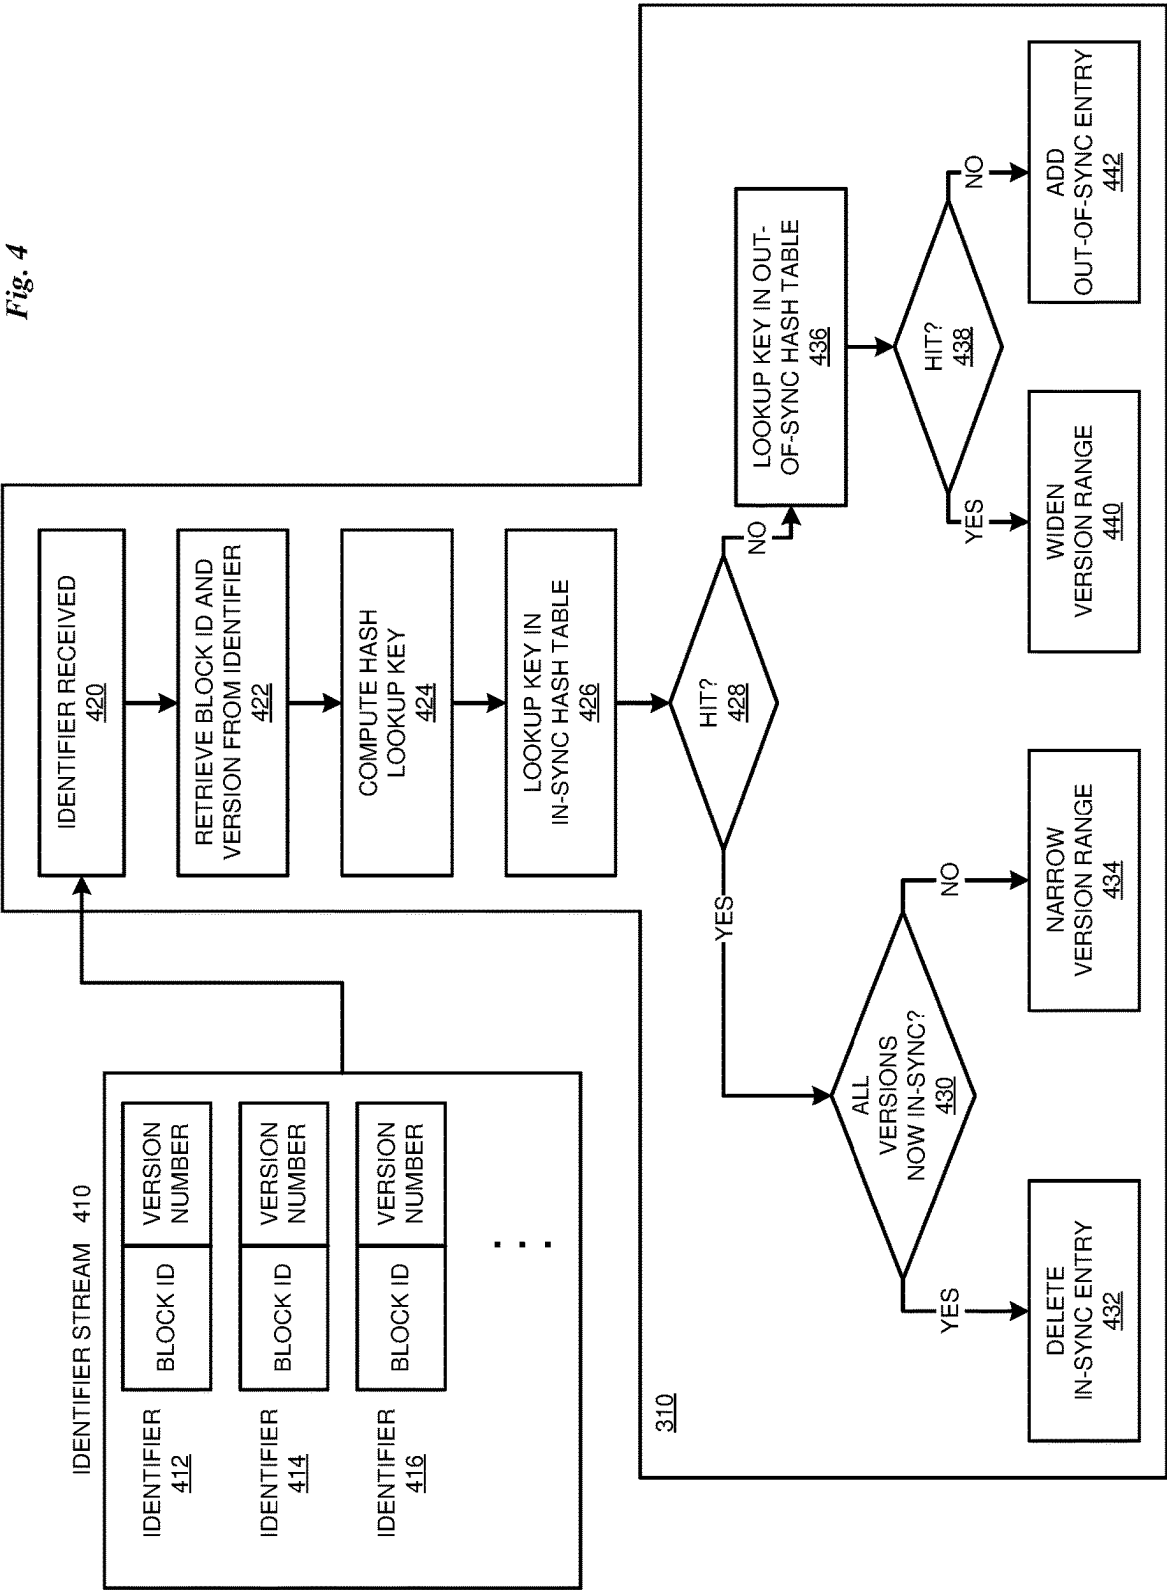 Fig. 4
IDENTIFIER STREAM 410
IDENTIFIER
412
BLOCK ID
VERSION
NUMBER
IDENTIFIER
414
BLOCK ID
VERSION
NUMBER
IDENTIFIER
416
BLOCK ID
VERSION
NUMBER
. . .
310
IDENTIFIER RECEIVED
420
RETRIEVE BLOCK ID AND
VERSION FROM IDENTIFIER
422
COMPUTE HASH
LOOKUP KEY
424
LOOKUP KEY IN
IN-SYNC HASH TABLE
426
HIT?
428
YES
NO
ALL
VERSIONS
NOW IN-SYNC?
430
YES
NO
DELETE
IN-SYNC ENTRY
432
NARROW
VERSION RANGE
434
LOOKUP KEY IN OUT-
OF-SYNC HASH TABLE
436
HIT?
438
YES
NO
WIDEN
VERSION RANGE
440
ADD
OUT-OF-SYNC ENTRY
442